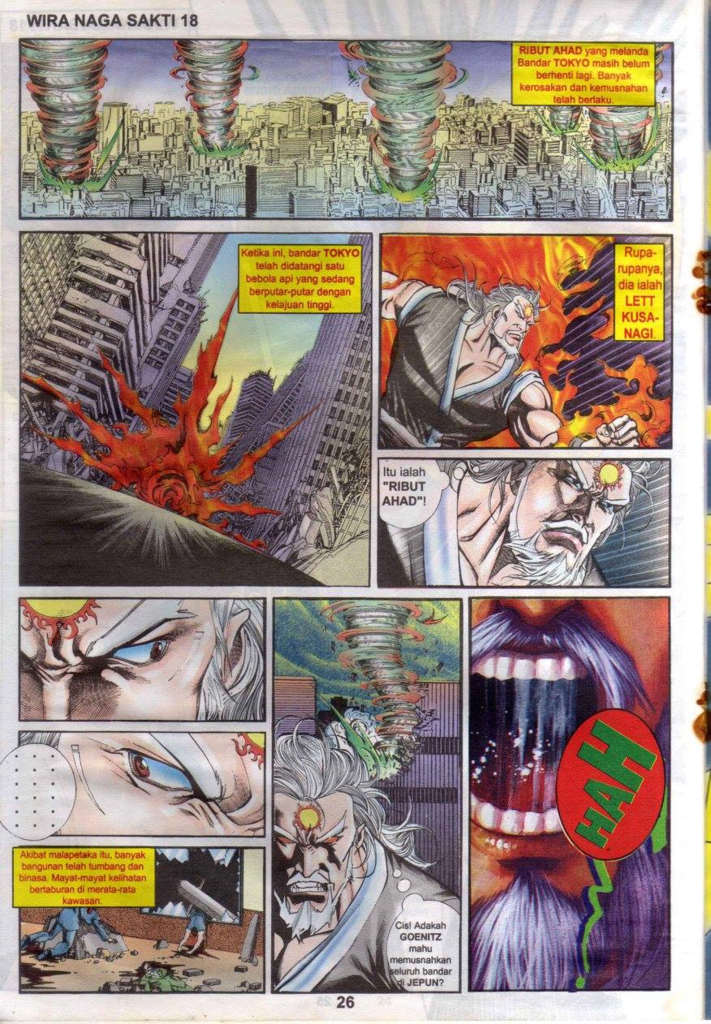 WIRA NAGA SAKTI 18
RIBUT AHAD yang melanda
Bandar TOKYO masih belum
berhenti lagi. Banyak
kerosakan dan kemusnahan
telah berlaku.
Ketika ini, bandar TOKYO
telah didatangi satu
bebola api yang sedang
berputar-putar dengan
kelajuan tinggi.
Rupa-
rupanya,
dia ialah
LETT
KUSA-
NAGI.
Itu ialah
"RIBUT
AHAD"!
Akibat malapetaka itu, banyak
bangunan telah tumbang dan
binasa. Mayat-mayat kelihatan
bertaburan di merata-rata
kawasan.
Cis! Adakah
GOENITZ
mahu
memusnahkan
seluruh bandar
di JEPUN?
HAH
26